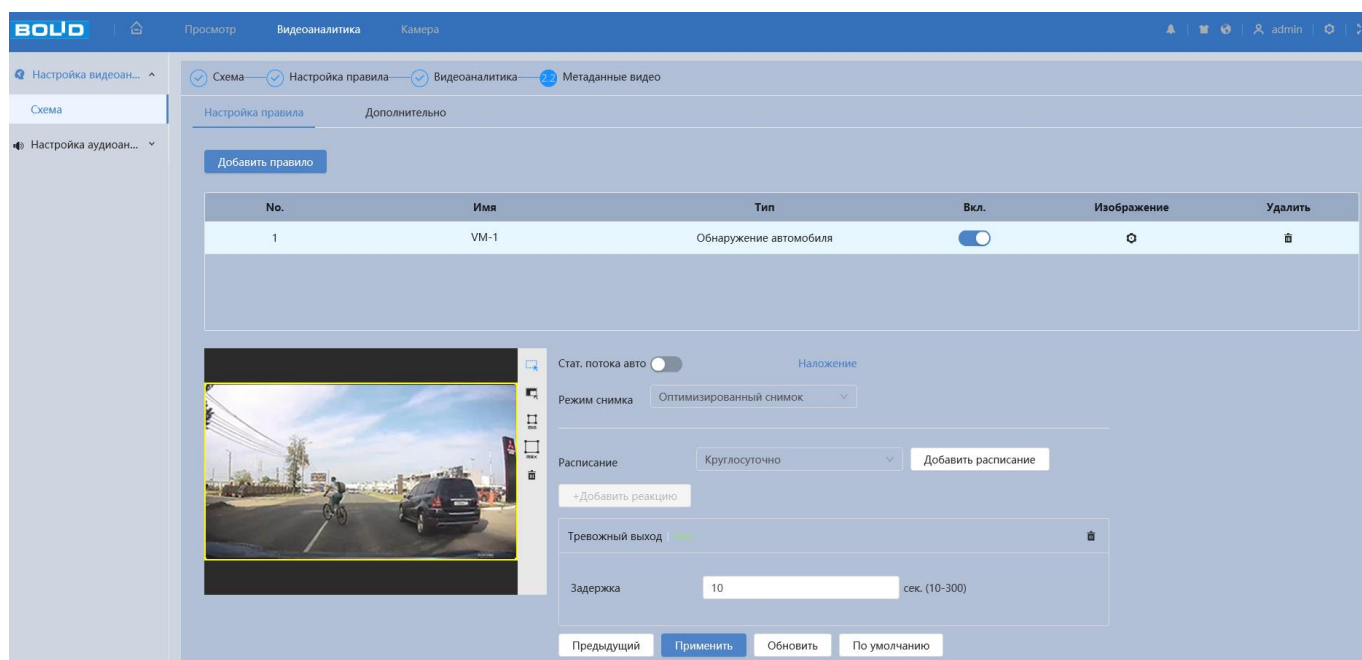 BOLID
Просмотр Видеоаналитика Камера admin
Настройка видеоан... Схема Настройка правила Видеоаналитика 2.2 Метаданные видео
Схема Настройка правила Дополнительно
Настройка аудиоан...
Добавить правило
No. Имя Тип Вкл. Изображение Удалить
1 VM-1 Обнаружение автомобиля
Стат. потока авто Наложение
Режим снимка Оптимизированный снимок
min
max
Расписание Круглосуточно Добавить расписание
+Добавить реакцию
Тревожный выход
Задержка 10 сек. (10-300)
Предыдущий Применить Обновить По умолчанию